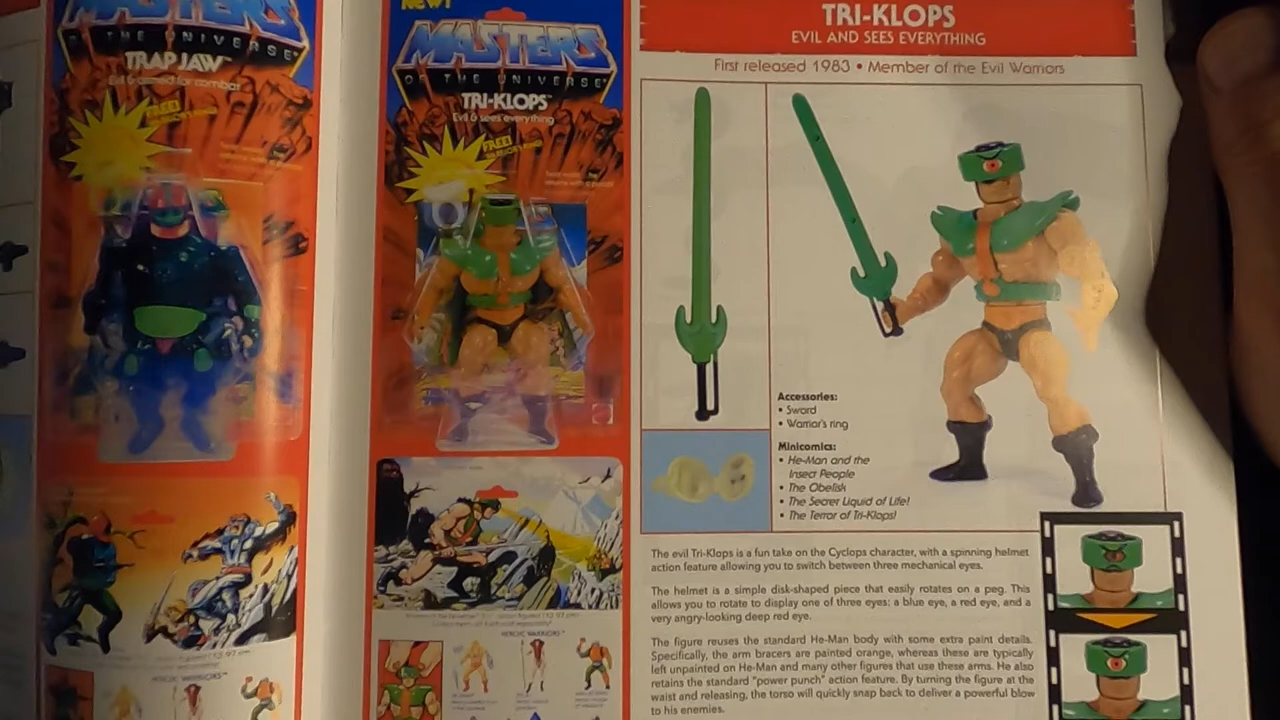 MASTERS
OF THE UNIVERSE
TRAP JAW™
Evil & armed for combat
FREE!
NEW!
MASTERS
OF THE UNIVERSE
TRI-KLOPS™
Evil & sees everything
FREE!
HEROIC WARRIORS™
HEROIC WARRIORS™
TRI-KLOPS
EVIL AND SEES EVERYTHING
First released 1983 • Member of the Evil Warriors
Accessories:
• Sword
• Warrior's ring
Minicomics:
• He-Man and the
Insect People
• The Obelisk
• The Secret Liquid of Life!
• The Terror of Tri-Klops!
The evil Tri-Klops is a fun take on the Cyclops character, with a spinning helmet
action feature allowing you to switch between three mechanical eyes.
The helmet is a simple disk-shaped piece that easily rotates on a peg. This
allows you to rotate to display one of three eyes: a blue eye, a red eye, and a
very angry-looking deep red eye.
The figure reuses the standard He-Man body with some extra paint details.
Specifically, the arm bracers are painted orange, whereas these are typically
left unpainted on He-Man and many other figures that use these arms. He also
retains the standard "power punch" action feature. By turning the figure at the
waist and releasing, the torso will quickly snap back to deliver a powerful blow
to his enemies.